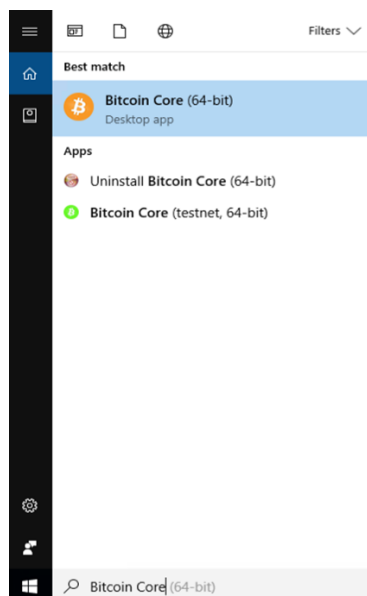 Filters
Best match
Bitcoin Core (64-bit)
Desktop app
Apps
Uninstall Bitcoin Core (64-bit)
Bitcoin Core (testnet, 64-bit)
Bitcoin Core (64-bit)